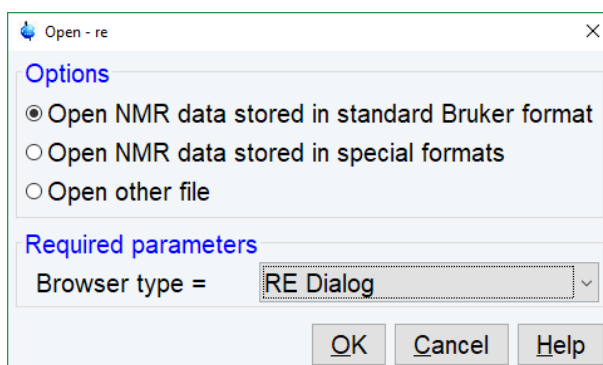 Open - re
Options
Open NMR data stored in standard Bruker format
Open NMR data stored in special formats
Open other file
Required parameters
Browser type = RE Dialog
OK Cancel Help